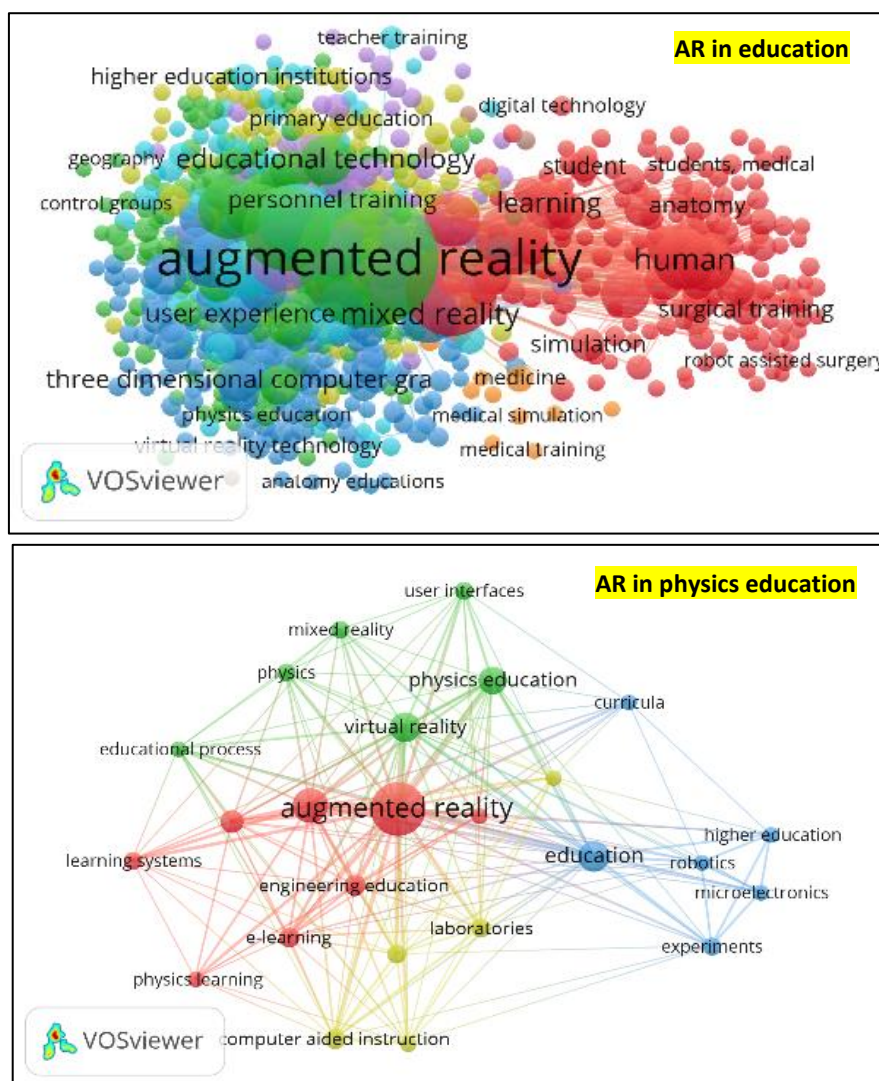 AR in education
teacher training
higher education institutions
digital technology
primary education
geography
educational technology
student
students, medical
control groups
personnel training
learning
anatomy
augmented reality
human
user experience
mixed reality
surgical training
simulation
robot assisted surgery
three dimensional computer gra
medicine
physics education
medical simulation
virtual reality technology
medical training
anatomy educations
VOSviewer
AR in physics education
user interfaces
mixed reality
physics
physics education
curricula
virtual reality
educational process
augmented reality
higher education
education
robotics
learning systems
engineering education
microelectronics
laboratories
e-learning
experiments
physics learning
computer aided instruction
VOSviewer